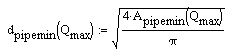 d_pipemin(Q_max) := √(4·A_pipemin(Q_max) / π)